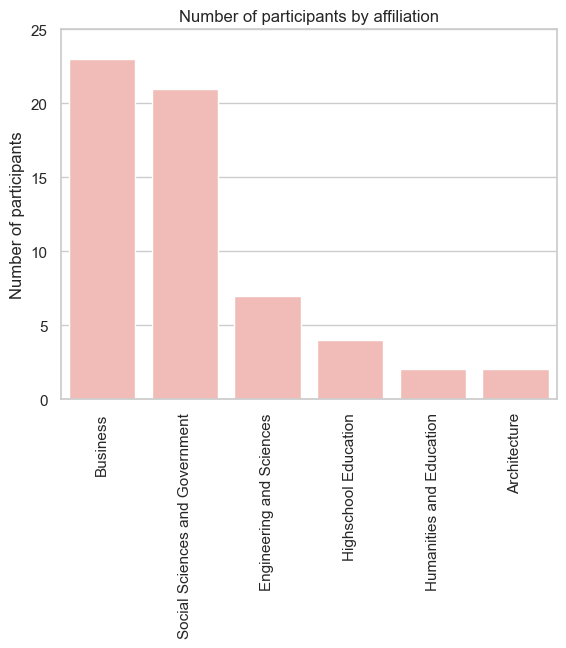 Number of participants by affiliation
Number of participants
25
20
15
10
5
0
Business
Social Sciences and Government
Engineering and Sciences
Highschool Education
Humanities and Education
Architecture